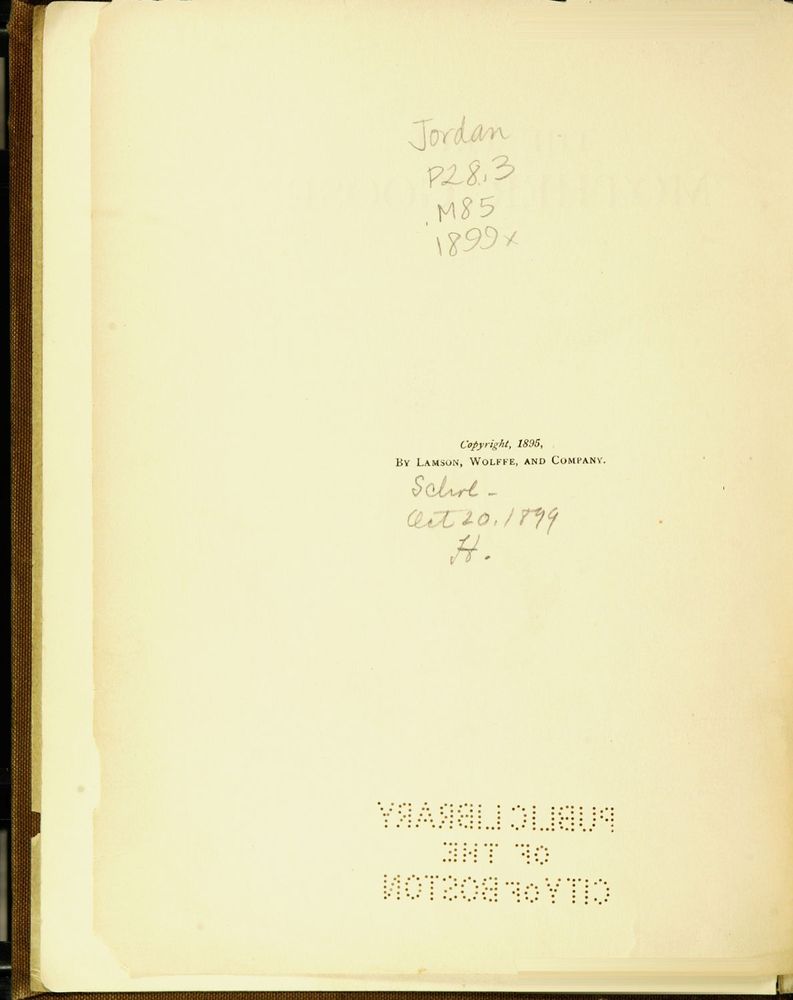 Jordan
P28.3
M85
1899x
Copyright, 1895,
BY LAMSON, WOLFFE, AND COMPANY.
Oct 20. 1899
H.
PUBLIC LIBRARY
OF THE
CITY OF BOSTON